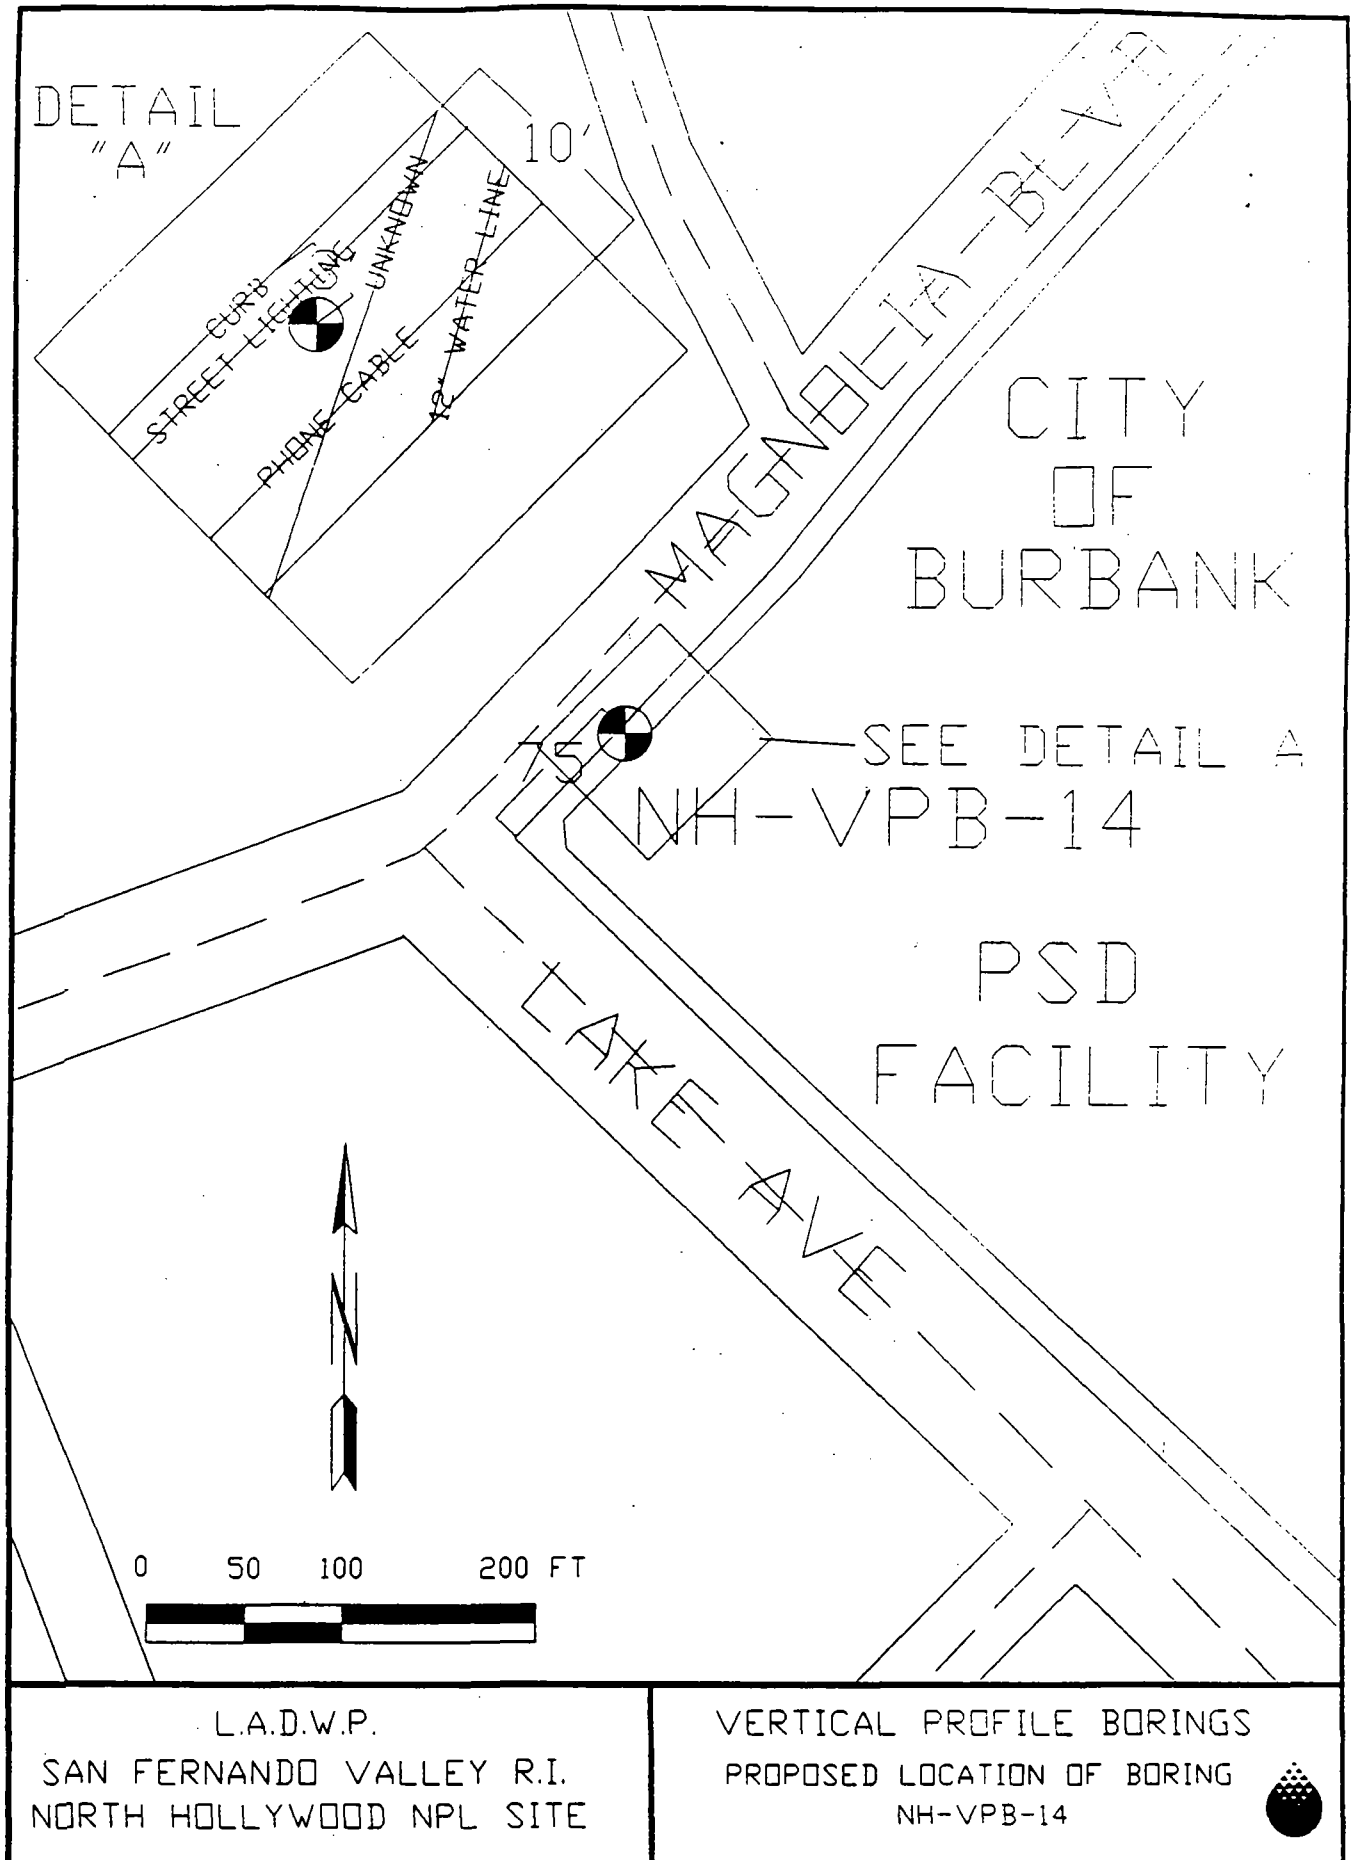 DETAIL
"A"
10'
CURB
STREET LIGHTING
UNKNOWN
PHONE CABLE
12" WATER LINE
MAGNOLIA BLVD
CITY
OF
BURBANK
75
SEE DETAIL A
NH-VPB-14
PSD
FACILITY
LAKE AVE
N
0 50 100 200 FT
L.A.D.W.P.
SAN FERNANDO VALLEY R.I.
NORTH HOLLYWOOD NPL SITE
VERTICAL PROFILE BORINGS
PROPOSED LOCATION OF BORING
NH-VPB-14